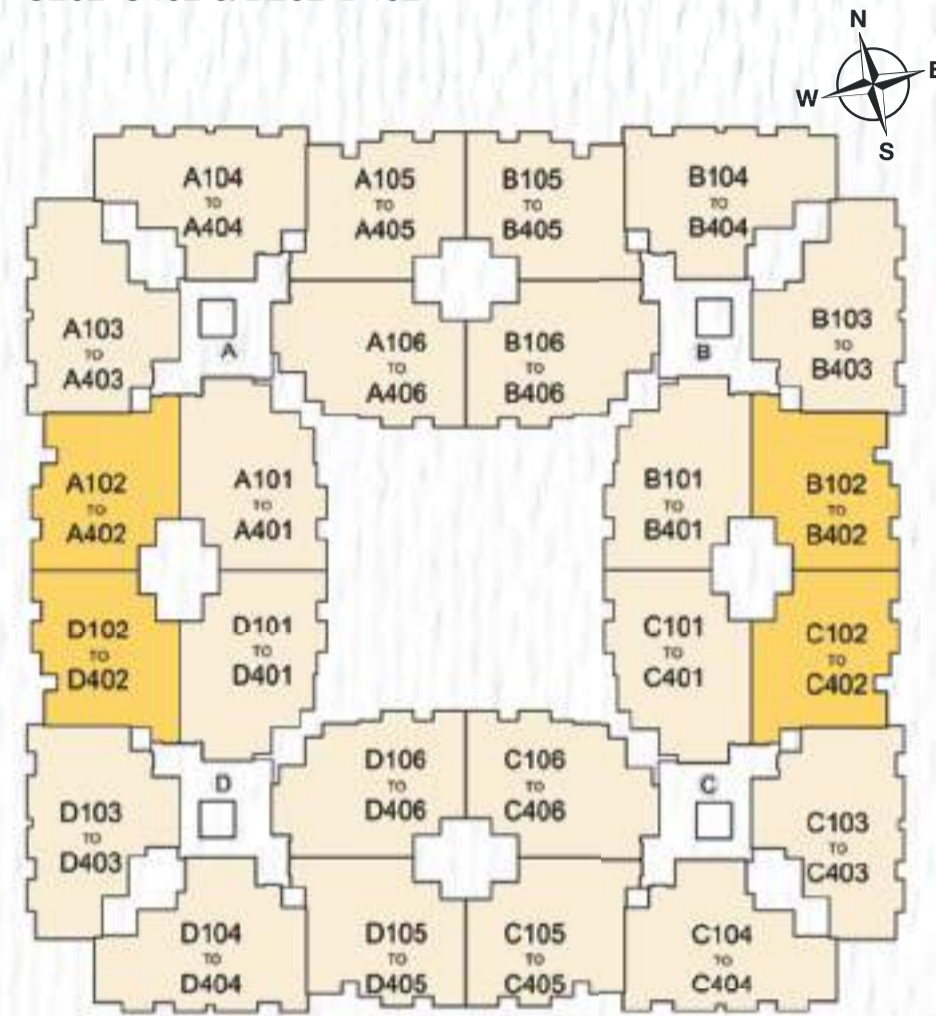 N
E
W
S
A104
TO
A404
A105
TO
A405
B105
TO
B405
B104
TO
B404
A103
TO
A403
A
A106
TO
A406
B106
TO
B406
B
B103
TO
B403
A102
TO
A402
A101
TO
A401
B101
TO
B401
B102
TO
B402
D102
TO
D402
D101
TO
D401
C101
TO
C401
C102
TO
C402
D103
TO
D403
D
D106
TO
D406
C106
TO
C406
C
C103
TO
C403
D104
TO
D404
D105
TO
D405
C105
TO
C405
C104
TO
C404